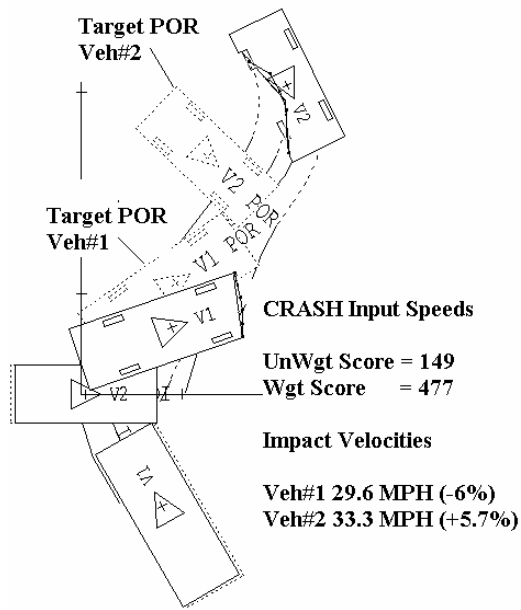 Target POR
Veh#2
V2
V2 POR
Target POR
Veh#1
V1 POR
V1
CRASH Input Speeds
UnWgt Score = 149
Wgt Score = 477
V2
V1
Impact Velocities
Veh#1 29.6 MPH (-6%)
Veh#2 33.3 MPH (+5.7%)